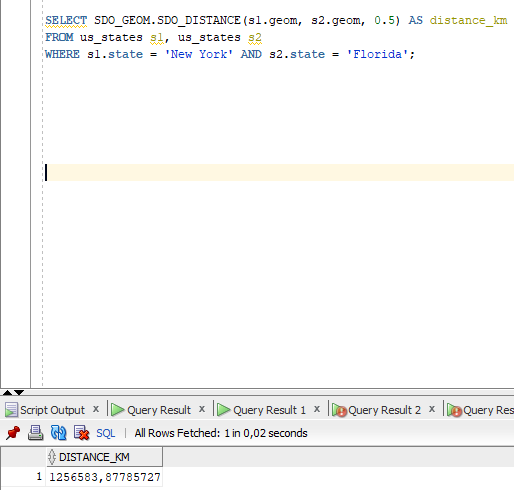 SELECT SDO_GEOM.SDO_DISTANCE(s1.geom, s2.geom, 0.5) AS distance_km
FROM us_states s1, us_states s2
WHERE s1.state = 'New York' AND s2.state = 'Florida';
Script Output x Query Result x Query Result 1 x Query Result 2 x Query Res
SQL | All Rows Fetched: 1 in 0,02 seconds
DISTANCE_KM
1 1256583,87785727